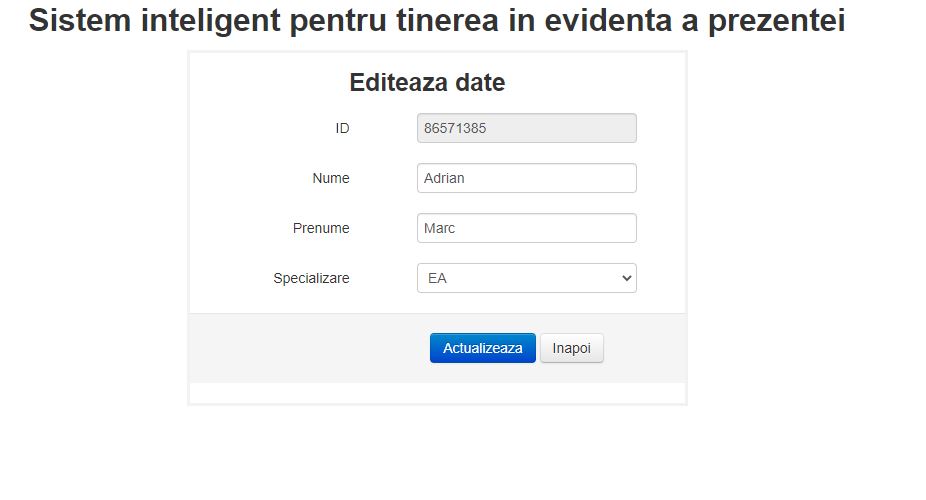 Sistem inteligent pentru tinerea in evidenta a prezentei
Editeaza date
ID 86571385
Nume Adrian
Prenume Marc
Specializare EA
Actualizeaza Inapoi